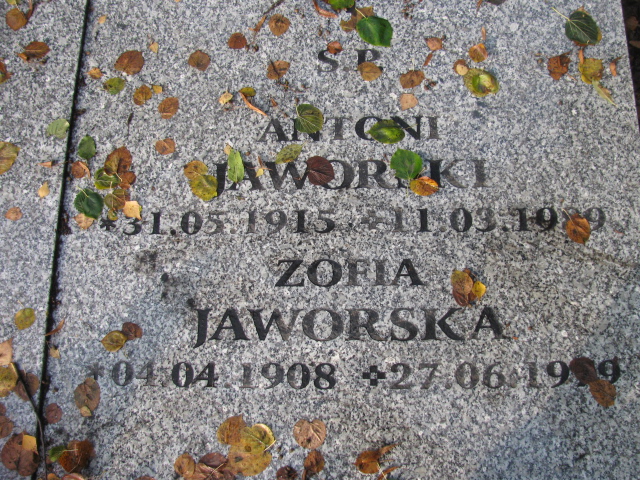 Ś.P.
ANTONI
JAWORSKI
*31.05.1915
ZOFIA
JAWORSKA
*04.04.1908